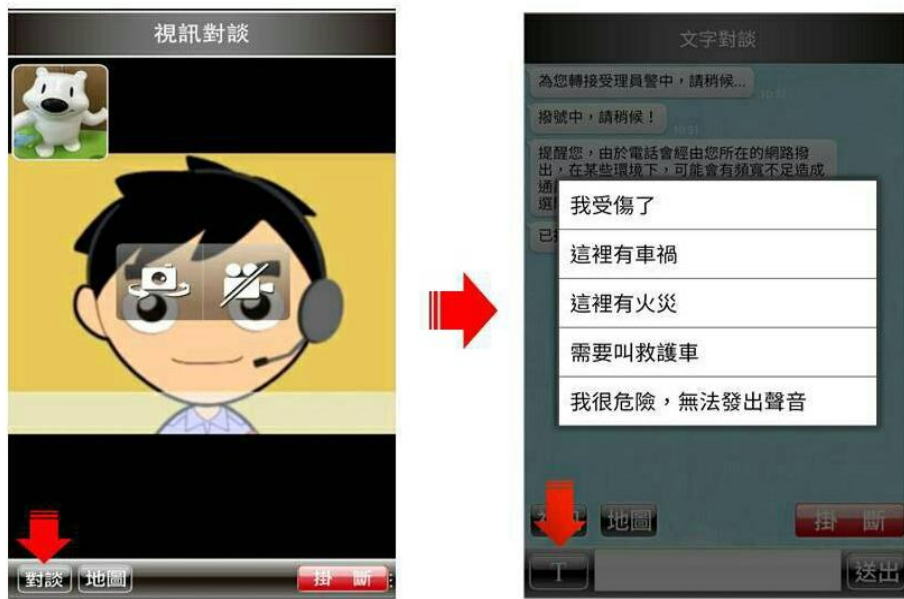 視訊對談
對談
地圖
掛 斷
文字對談
為您轉接受理員警中，請稍候...
10:51
撥號中，請稍候！
10:51
提醒您，由於電話會經由您所在的網路撥
出，在某些環境下，可能會有頻寬不足造成
我受傷了
這裡有車禍
這裡有火災
需要叫救護車
我很危險，無法發出聲音
地圖
掛 斷
T
送出